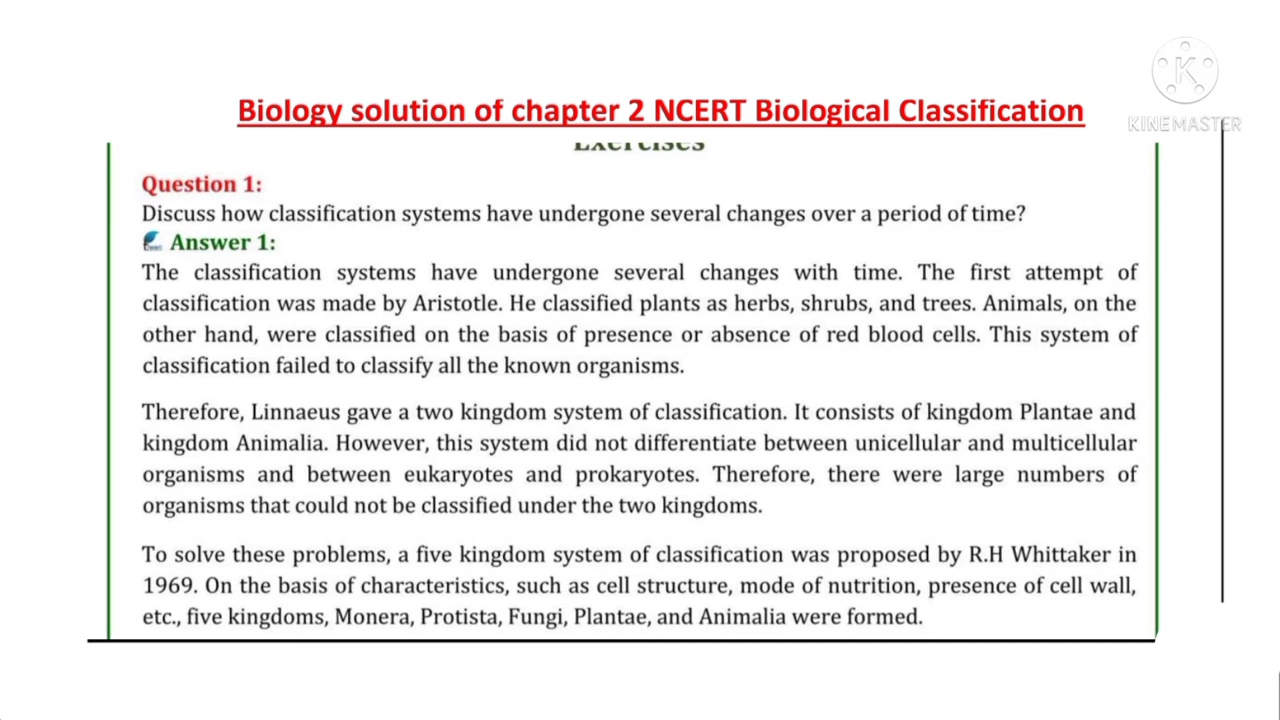 Biology solution of chapter 2 NCERT Biological Classification
K
KINEMASTER
Exercises
Question 1:
Discuss how classification systems have undergone several changes over a period of time?
Answer 1:
The classification systems have undergone several changes with time. The first attempt of
classification was made by Aristotle. He classified plants as herbs, shrubs, and trees. Animals, on the
other hand, were classified on the basis of presence or absence of red blood cells. This system of
classification failed to classify all the known organisms.
Therefore, Linnaeus gave a two kingdom system of classification. It consists of kingdom Plantae and
kingdom Animalia. However, this system did not differentiate between unicellular and multicellular
organisms and between eukaryotes and prokaryotes. Therefore, there were large numbers of
organisms that could not be classified under the two kingdoms.
To solve these problems, a five kingdom system of classification was proposed by R.H Whittaker in
1969. On the basis of characteristics, such as cell structure, mode of nutrition, presence of cell wall,
etc., five kingdoms, Monera, Protista, Fungi, Plantae, and Animalia were formed.